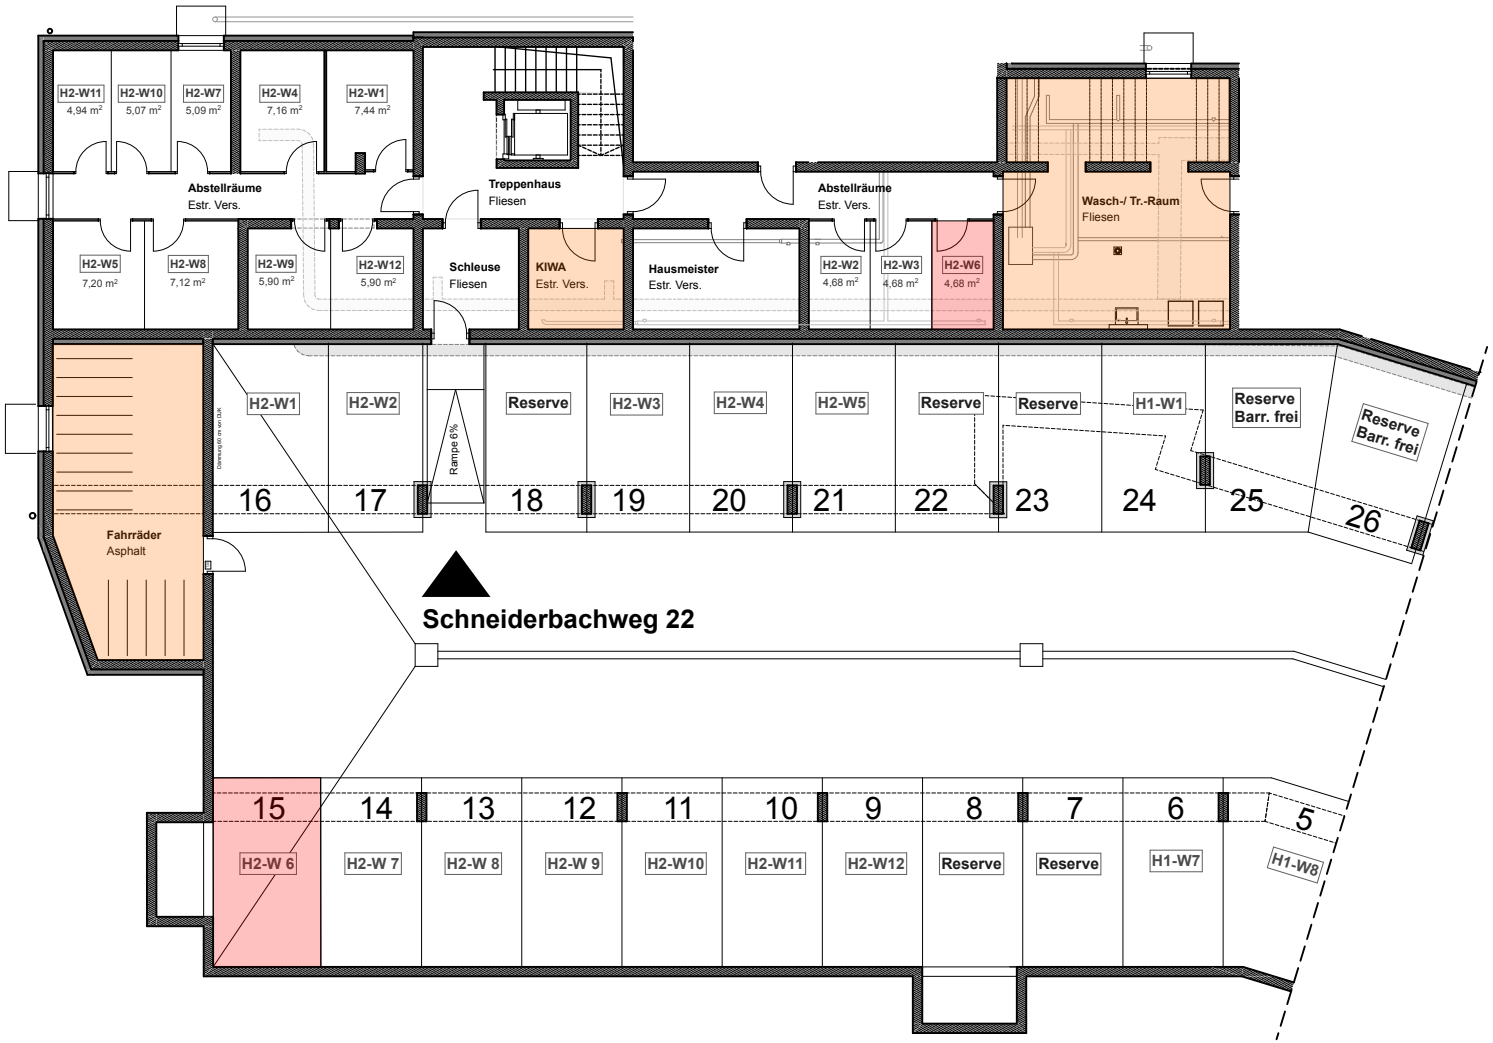 H2-W11
4,94 m²
H2-W10
5,07 m²
H2-W7
5,09 m²
H2-W4
7,16 m²
H2-W1
7,44 m²
Abstellräume
Estr. Vers.
Treppenhaus
Fliesen
Abstellräume
Estr. Vers.
Wasch-/ Tr.-Raum
Fliesen
H2-W5
7,20 m²
H2-W8
7,12 m²
H2-W9
5,90 m²
H2-W12
5,90 m²
Schleuse
Fliesen
KIWA
Estr. Vers.
Hausmeister
Estr. Vers.
H2-W2
4,68 m²
H2-W3
4,68 m²
H2-W6
4,68 m²
H2-W1
H2-W2
Reserve
H2-W3
H2-W4
H2-W5
Reserve
Reserve
H1-W1
Reserve
Barr. frei
Reserve
Barr. frei
Rampe 6%
16
17
18
19
20
21
22
23
24
25
26
Fahrräder
Asphalt
Schneiderbachweg 22
15
14
13
12
11
10
9
8
7
6
5
H2-W 6
H2-W 7
H2-W 8
H2-W 9
H2-W10
H2-W11
H2-W12
Reserve
Reserve
H1-W7
H1-W8